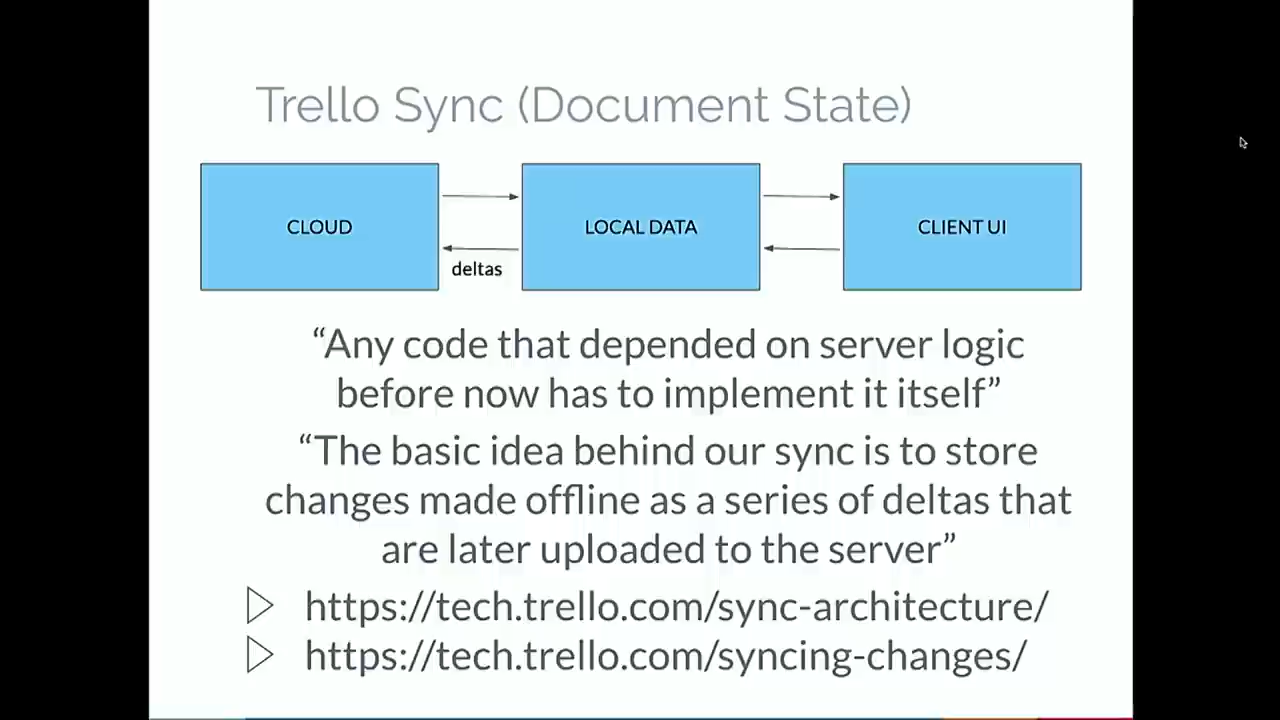 Trello Sync (Document State)
CLOUD
LOCAL DATA
CLIENT UI
deltas
“Any code that depended on server logic
before now has to implement it itself”
“The basic idea behind our sync is to store
changes made offline as a series of deltas that
are later uploaded to the server”
https://tech.trello.com/sync-architecture/
https://tech.trello.com/syncing-changes/